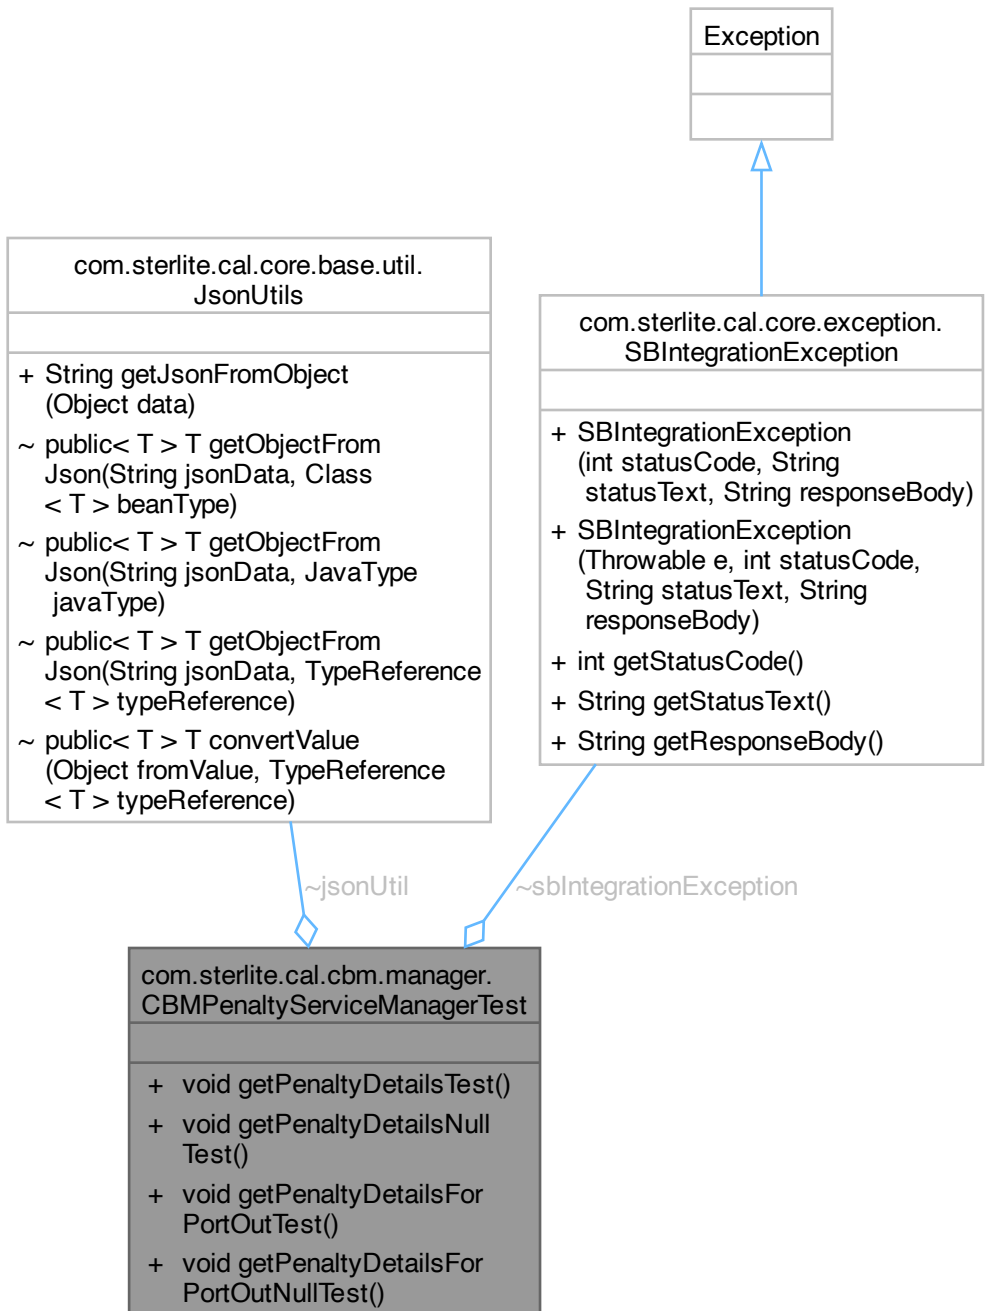 Exception
com.sterlite.cal.core.base.util.
JsonUtils
+ String getJsonFromObject
(Object data)
~ public< T > T getObjectFrom
Json(String jsonData, Class
< T > beanType)
~ public< T > T getObjectFrom
Json(String jsonData, JavaType
javaType)
~ public< T > T getObjectFrom
Json(String jsonData, TypeReference
< T > typeReference)
~ public< T > T convertValue
(Object fromValue, TypeReference
< T > typeReference)
com.sterlite.cal.core.exception.
SBIntegrationException
+ SBIntegrationException
(int statusCode, String
statusText, String responseBody)
+ SBIntegrationException
(Throwable e, int statusCode,
String statusText, String
responseBody)
+ int getStatusCode()
+ String getStatusText()
+ String getResponseBody()
~jsonUtil
~sbIntegrationException
com.sterlite.cal.cbm.manager.
CBMPenaltyServiceManagerTest
+ void getPenaltyDetailsTest()
+ void getPenaltyDetailsNull
Test()
+ void getPenaltyDetailsFor
PortOutTest()
+ void getPenaltyDetailsFor
PortOutNullTest()